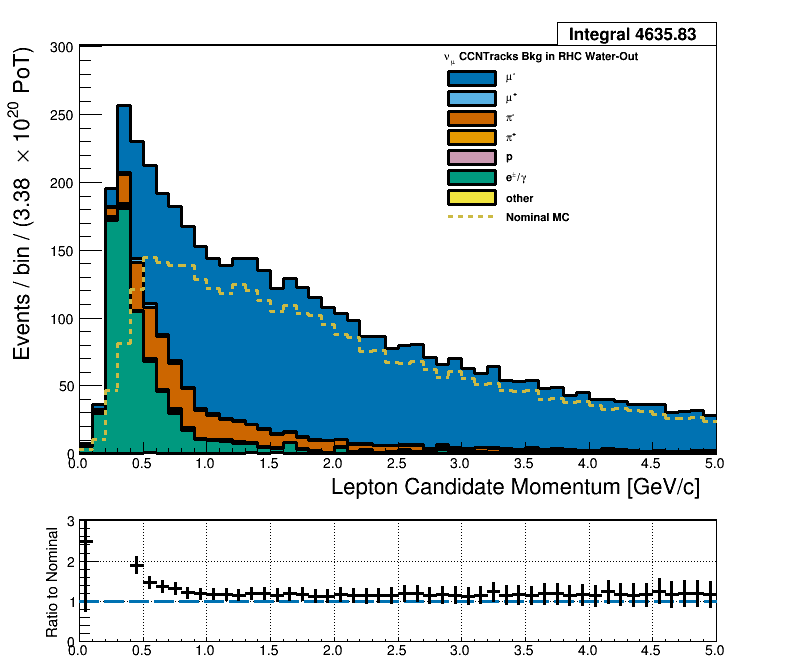 Integral 4635.83
ν_μ CCNTracks Bkg in RHC Water-Out
μ⁻
μ⁺
π⁻
π⁺
p
e^±/γ
other
Nominal MC
Events / bin / (3.38 × 10²⁰ PoT)
300
250
200
150
100
50
0
0.0 0.5 1.0 1.5 2.0 2.5 3.0 3.5 4.0 4.5 5.0
Lepton Candidate Momentum [GeV/c]
Ratio to Nominal
3
2
1
0
0.0 0.5 1.0 1.5 2.0 2.5 3.0 3.5 4.0 4.5 5.0